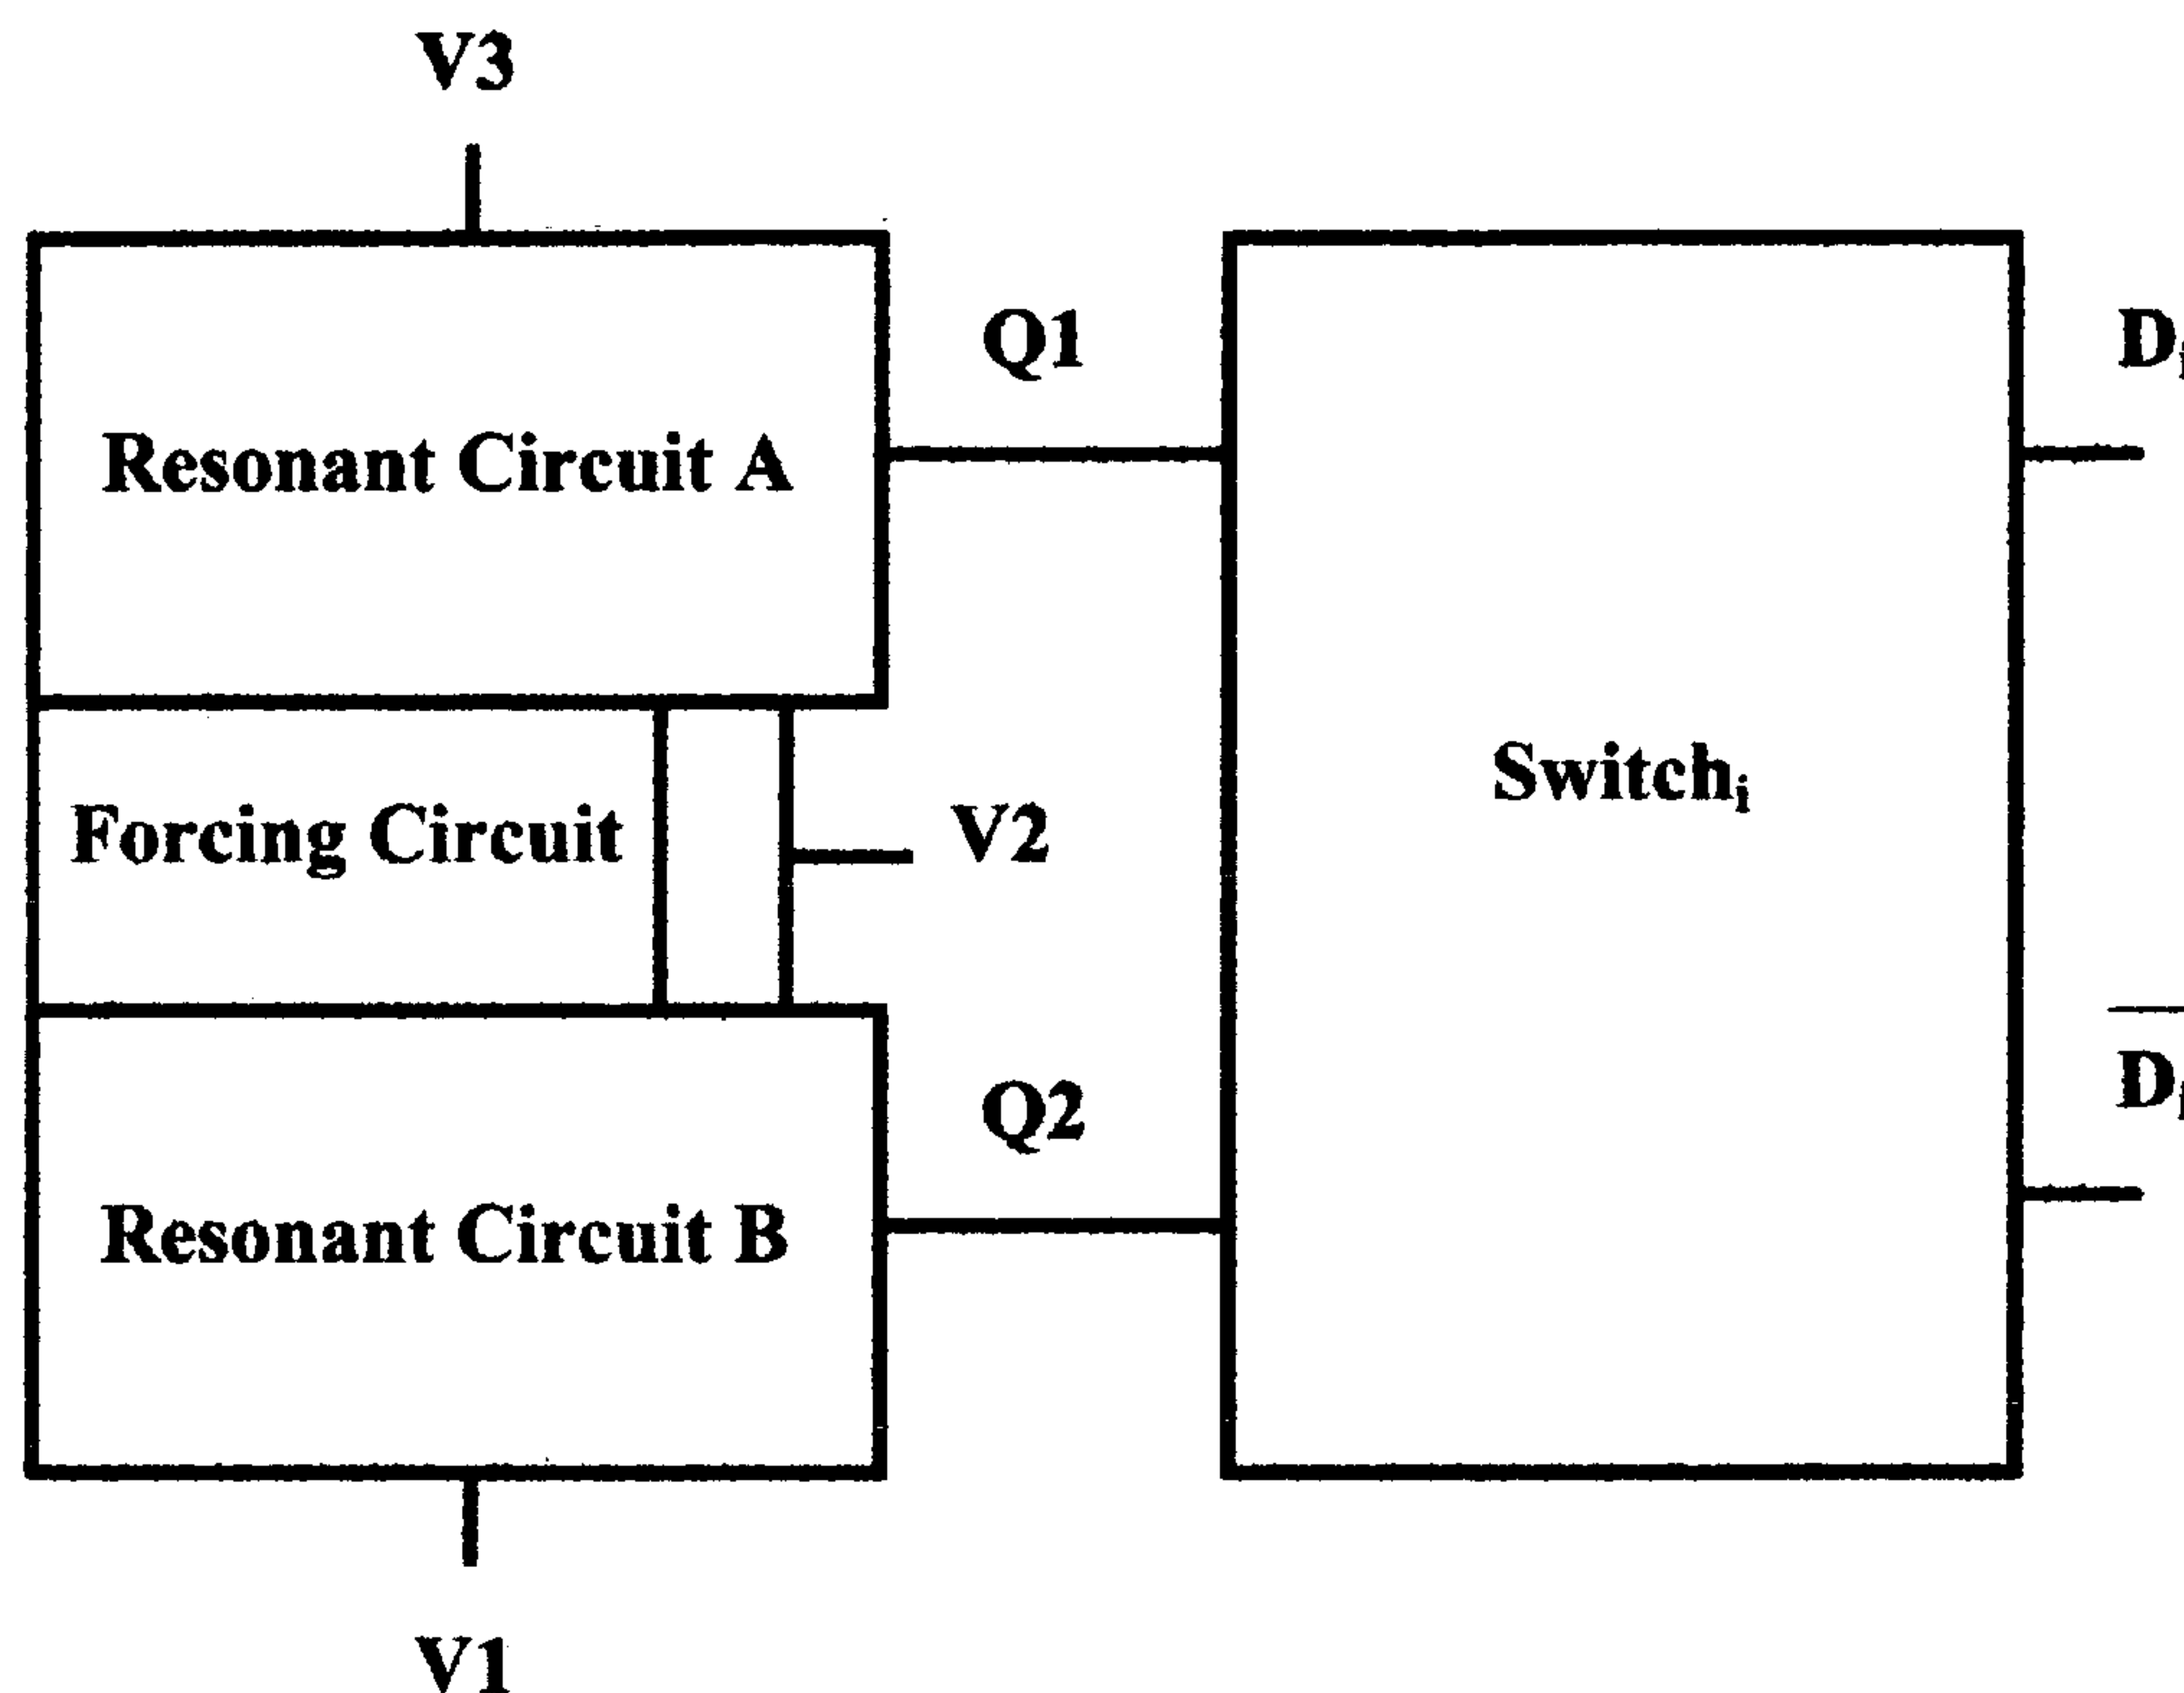 V3
Q1
D
Resonant Circuit A
Switchᵢ
Forcing Circuit
V2
D̅
Q2
Resonant Circuit B
V1